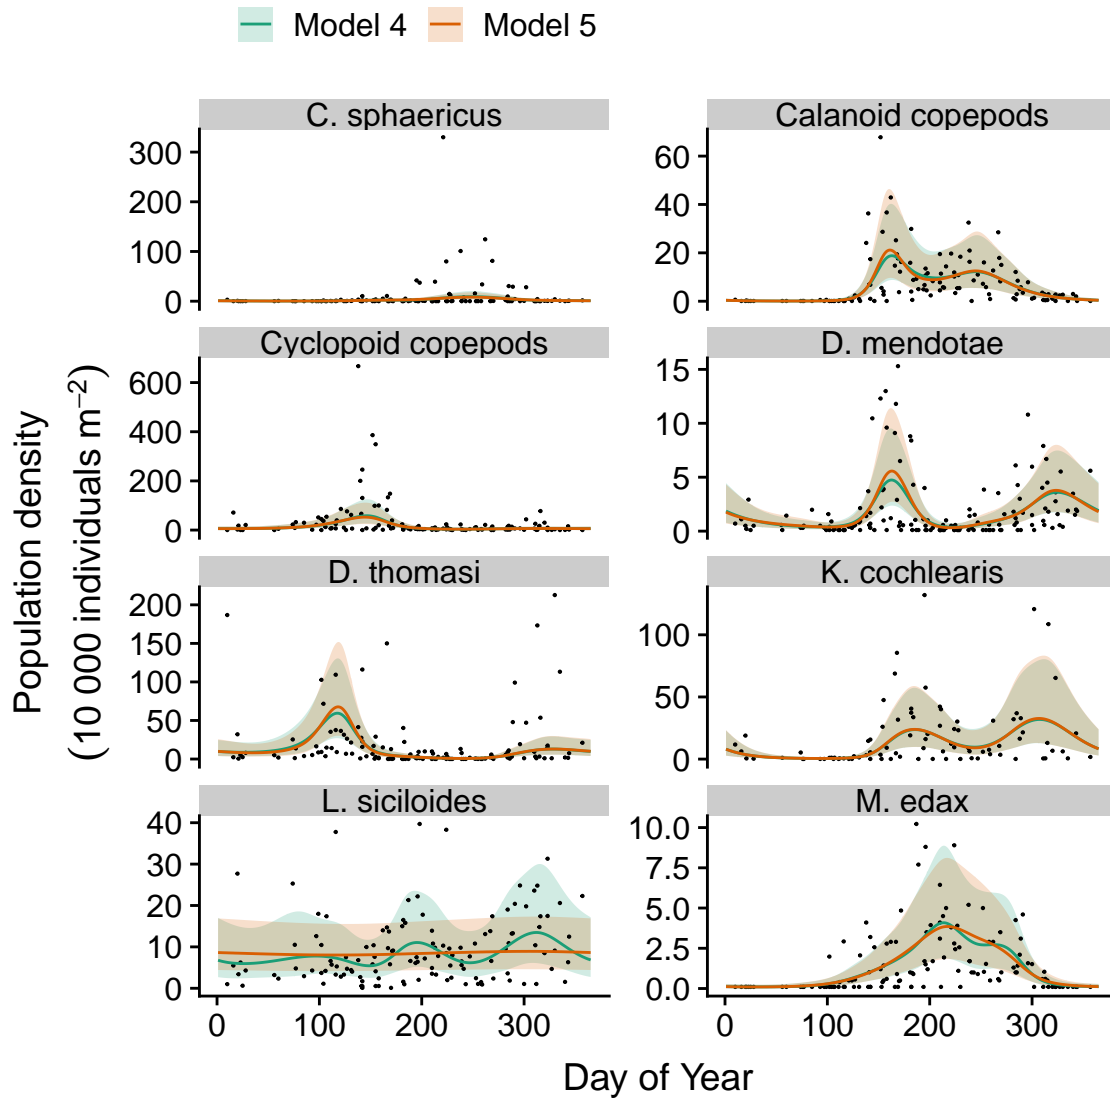 Model 4 Model 5
C. sphaericus Calanoid copepods
300 60
200 40
100 20
0 0
Cyclopoid copepods D. mendotae
600 15
400 10
200 5
0 0
D. thomasi K. cochlearis
200
150 100
100 50
50
0 0
L. siciloides M. edax
40 10.0
30 7.5
20 5.0
10 2.5
0 0.0
0 100 200 300 0 100 200 300
Day of Year
Population density
(10 000 individuals m⁻²)